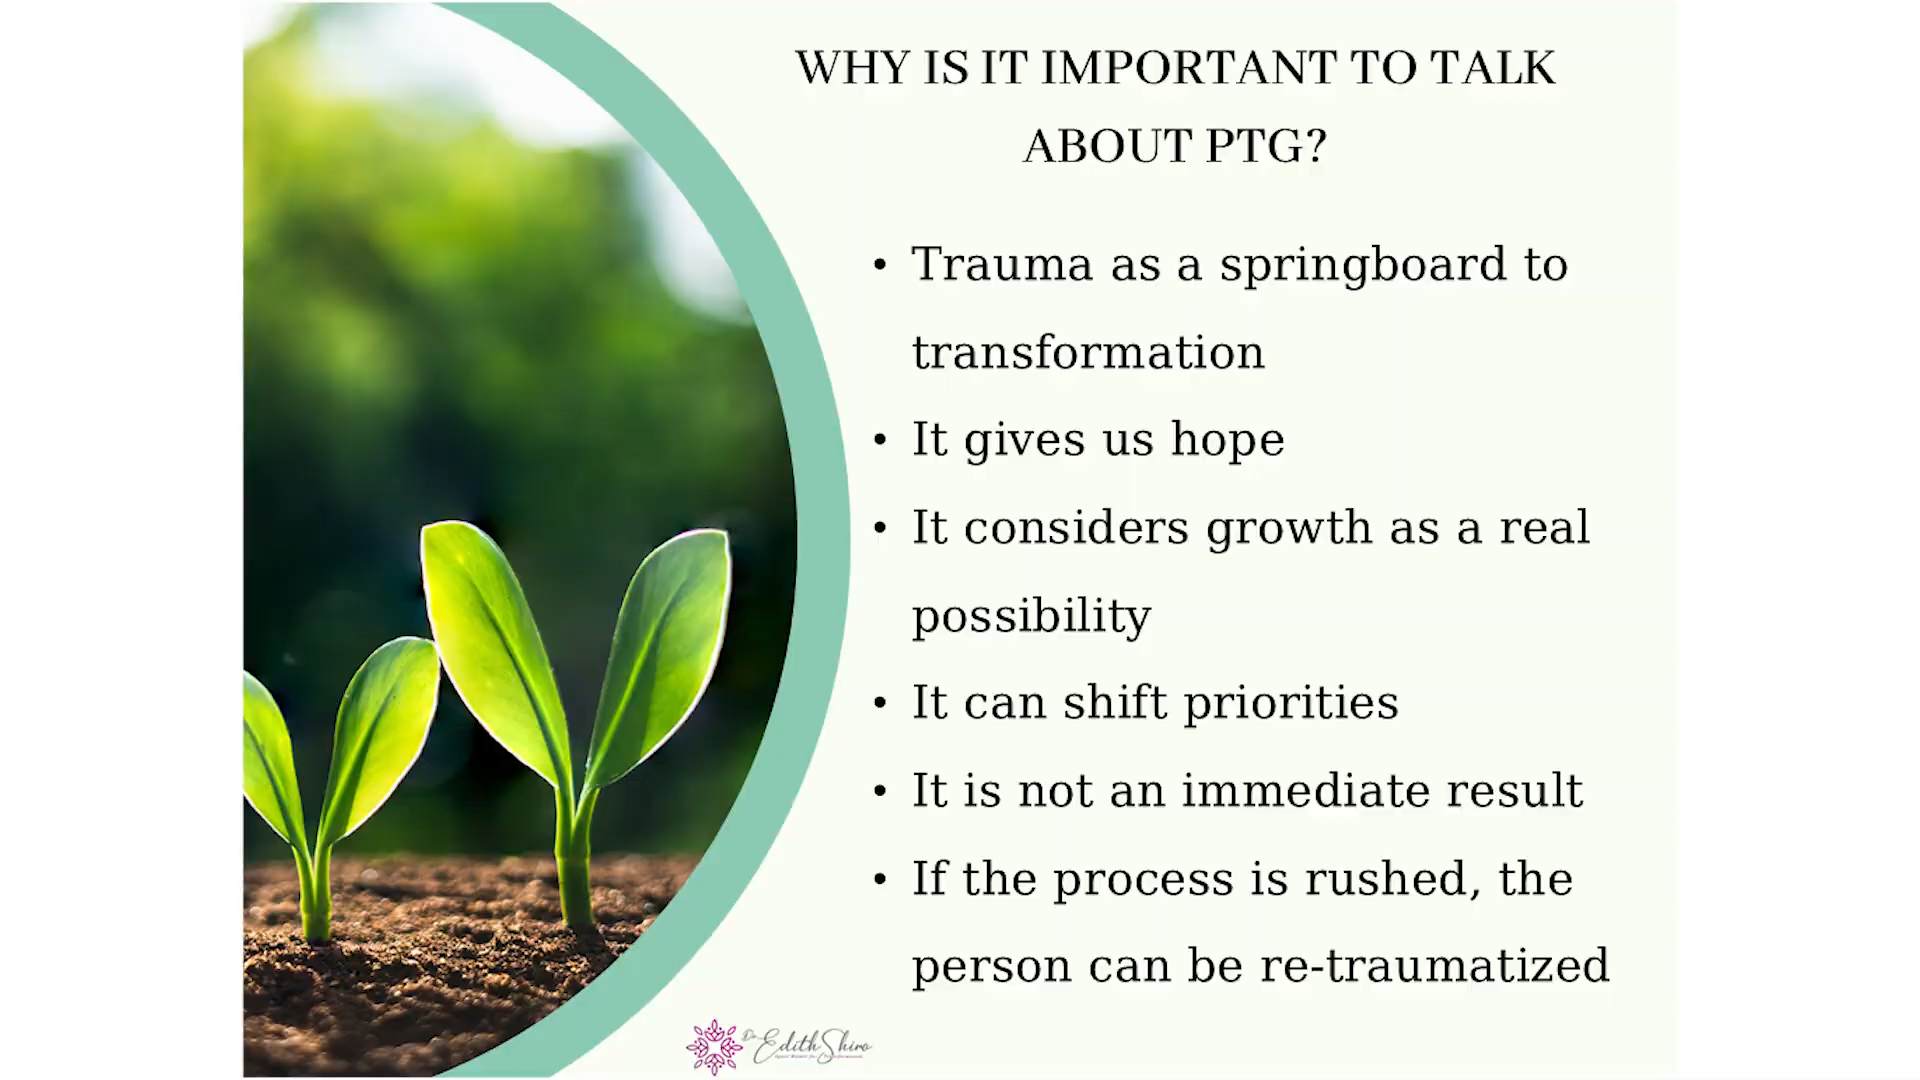 WHY IS IT IMPORTANT TO TALK
ABOUT PTG?
• Trauma as a springboard to
transformation
• It gives us hope
• It considers growth as a real
possibility
• It can shift priorities
• It is not an immediate result
• If the process is rushed, the
person can be re-traumatized
Dr. Edith Shiro